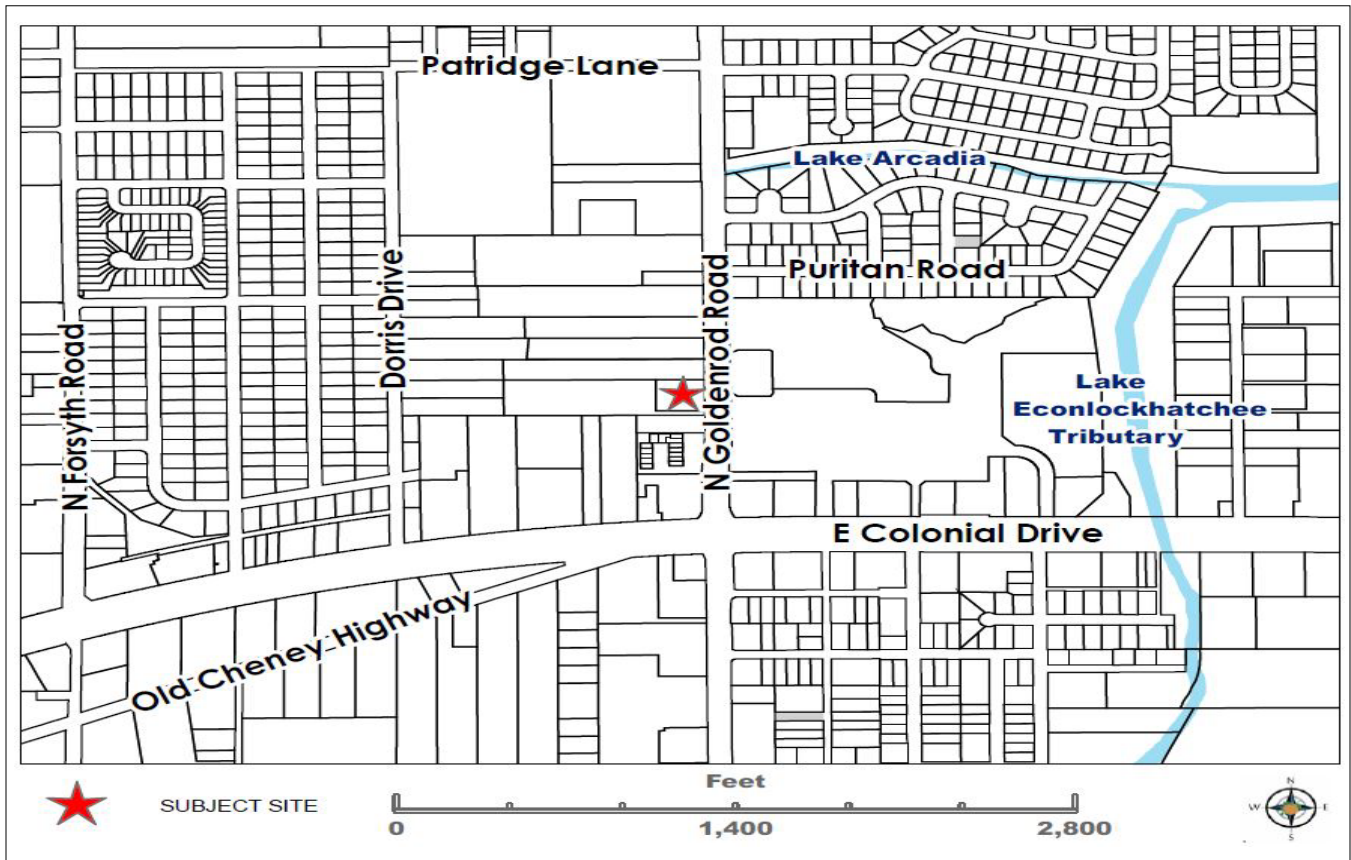 Patridge Lane
Lake Arcadia
Puritan Road
Dorris Drive
N Goldenrod Road
N Forsyth Road
Lake
Econlockhatchee
Tributary
E Colonial Drive
Old Cheney Highway
SUBJECT SITE
Feet
0
1,400
2,800
N
W
E
S